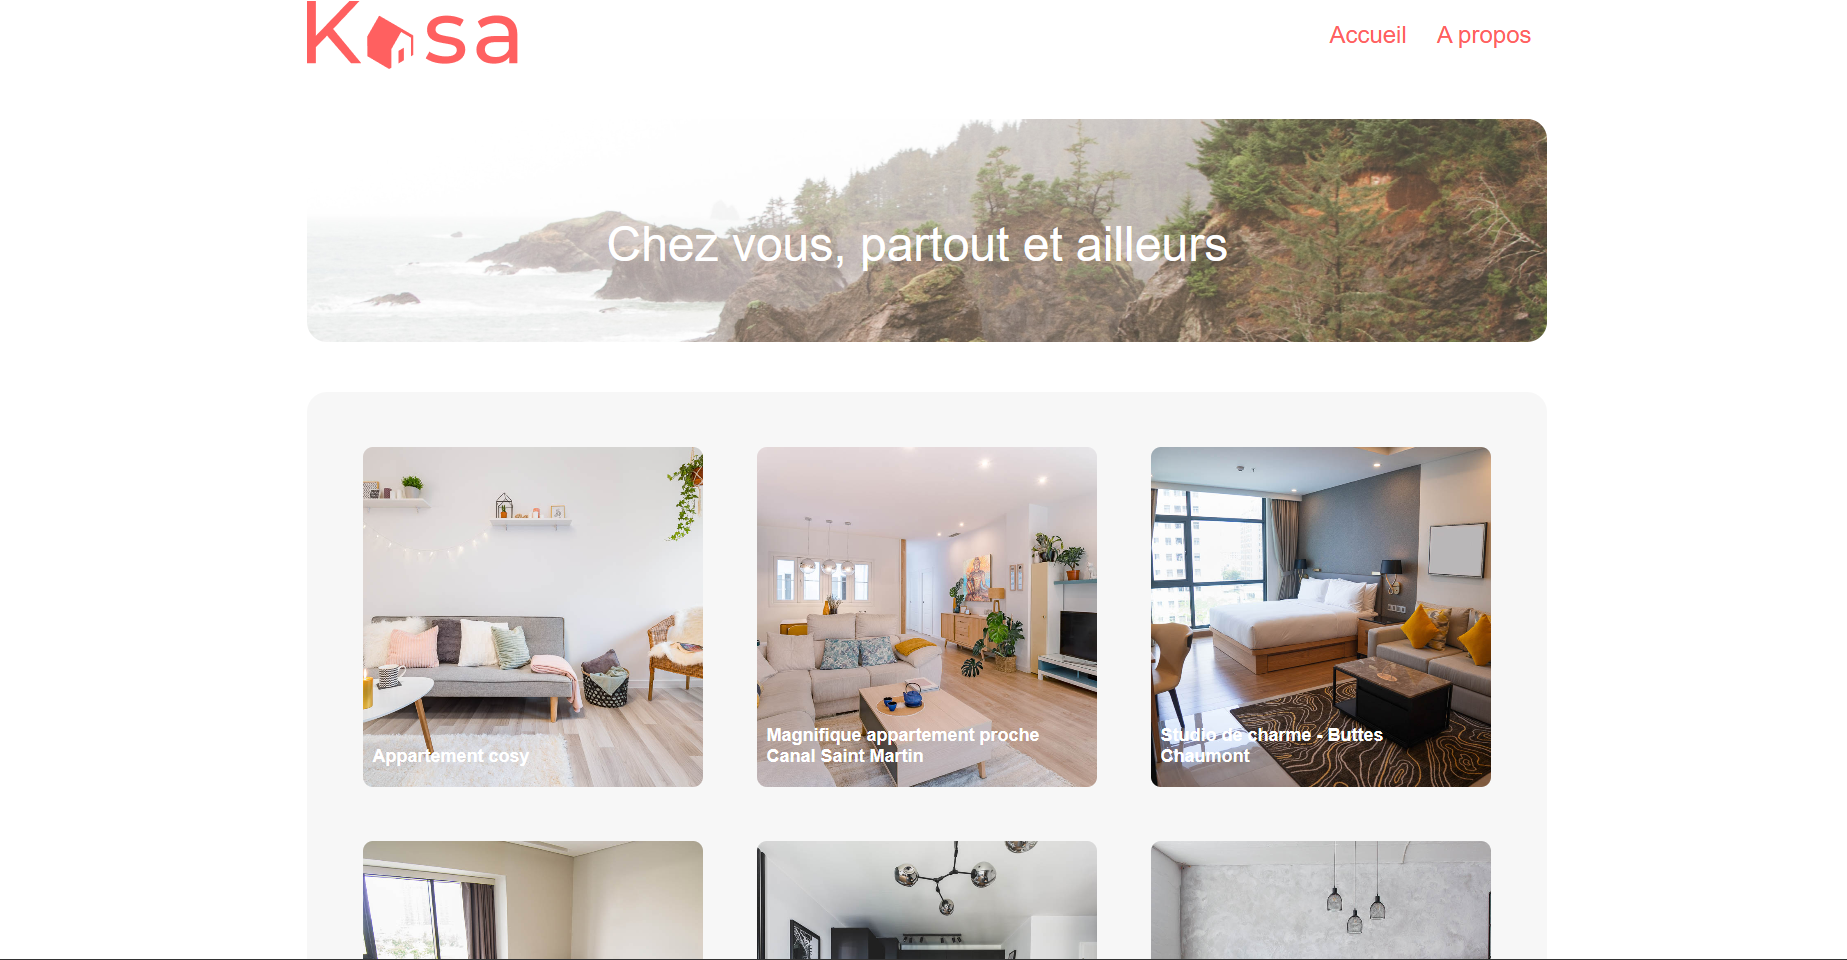 Kasa
Accueil A propos
Chez vous, partout et ailleurs
Appartement cosy
Magnifique appartement proche
Canal Saint Martin
Studio de charme - Buttes
Chaumont